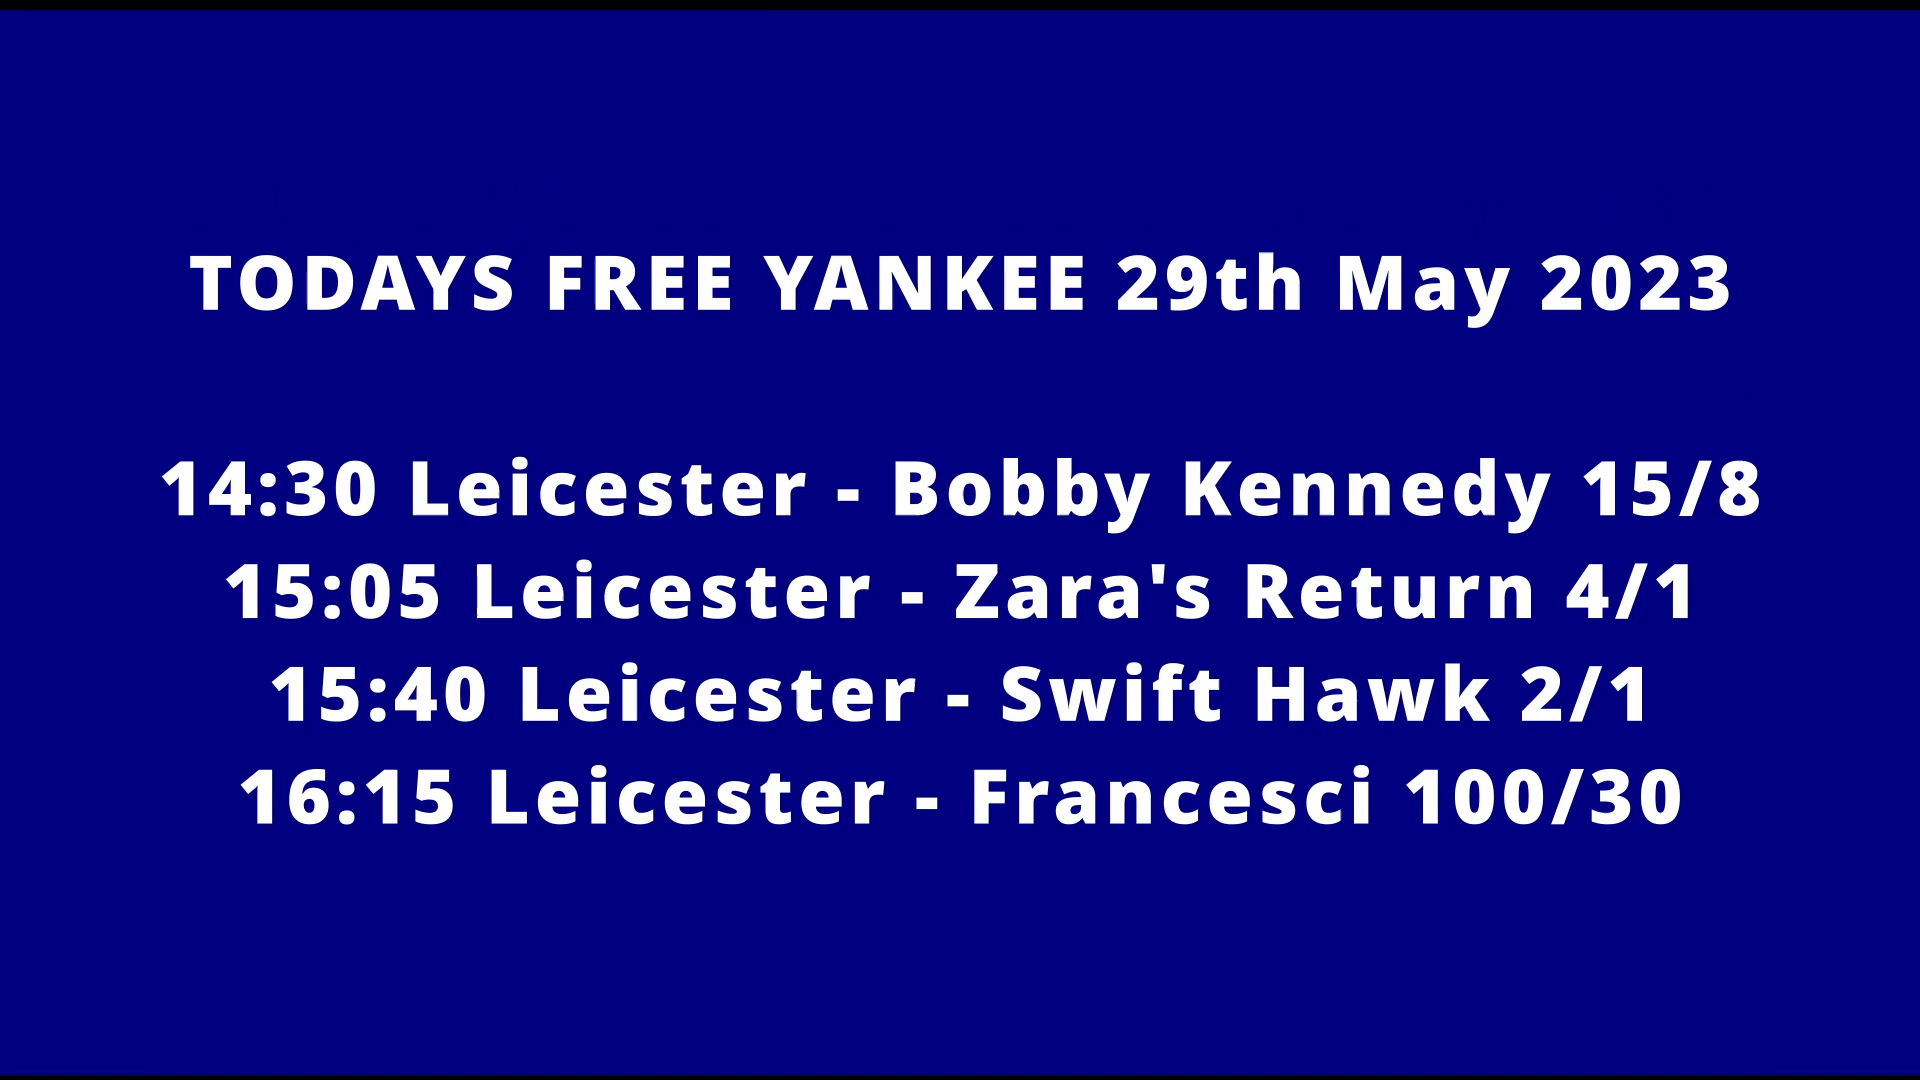 TODAYS FREE YANKEE 29th May 2023
14:30 Leicester - Bobby Kennedy 15/8
15:05 Leicester - Zara's Return 4/1
15:40 Leicester - Swift Hawk 2/1
16:15 Leicester - Francesci 100/30